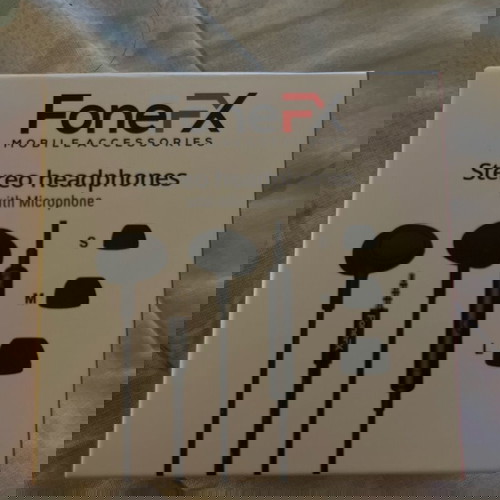 FoneFX
MOBILE ACCESSORIES
Stereo headphones
with Microphone
S
M
L